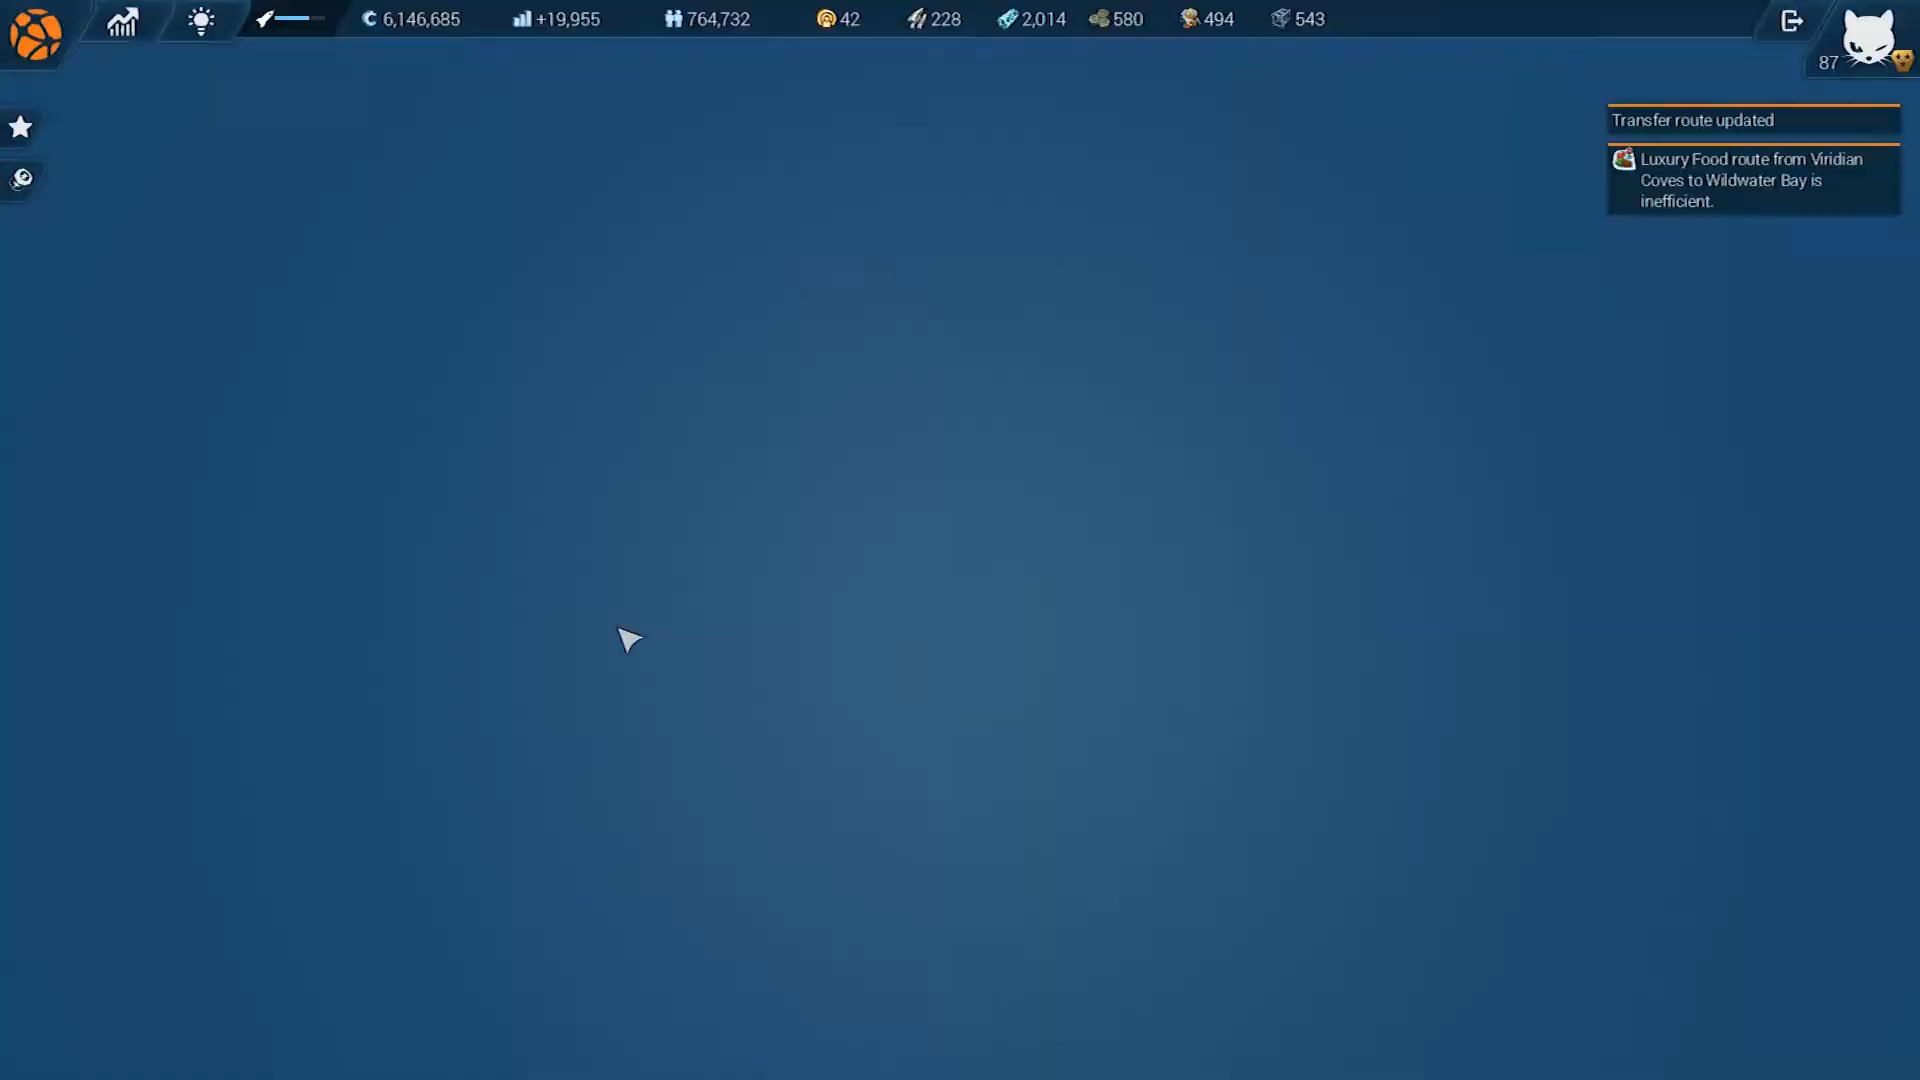 6,146,685 +19,955 764,732 42 228 2,014 580 494 543
87
Transfer route updated
Luxury Food route from Viridian
Coves to Wildwater Bay is
inefficient.